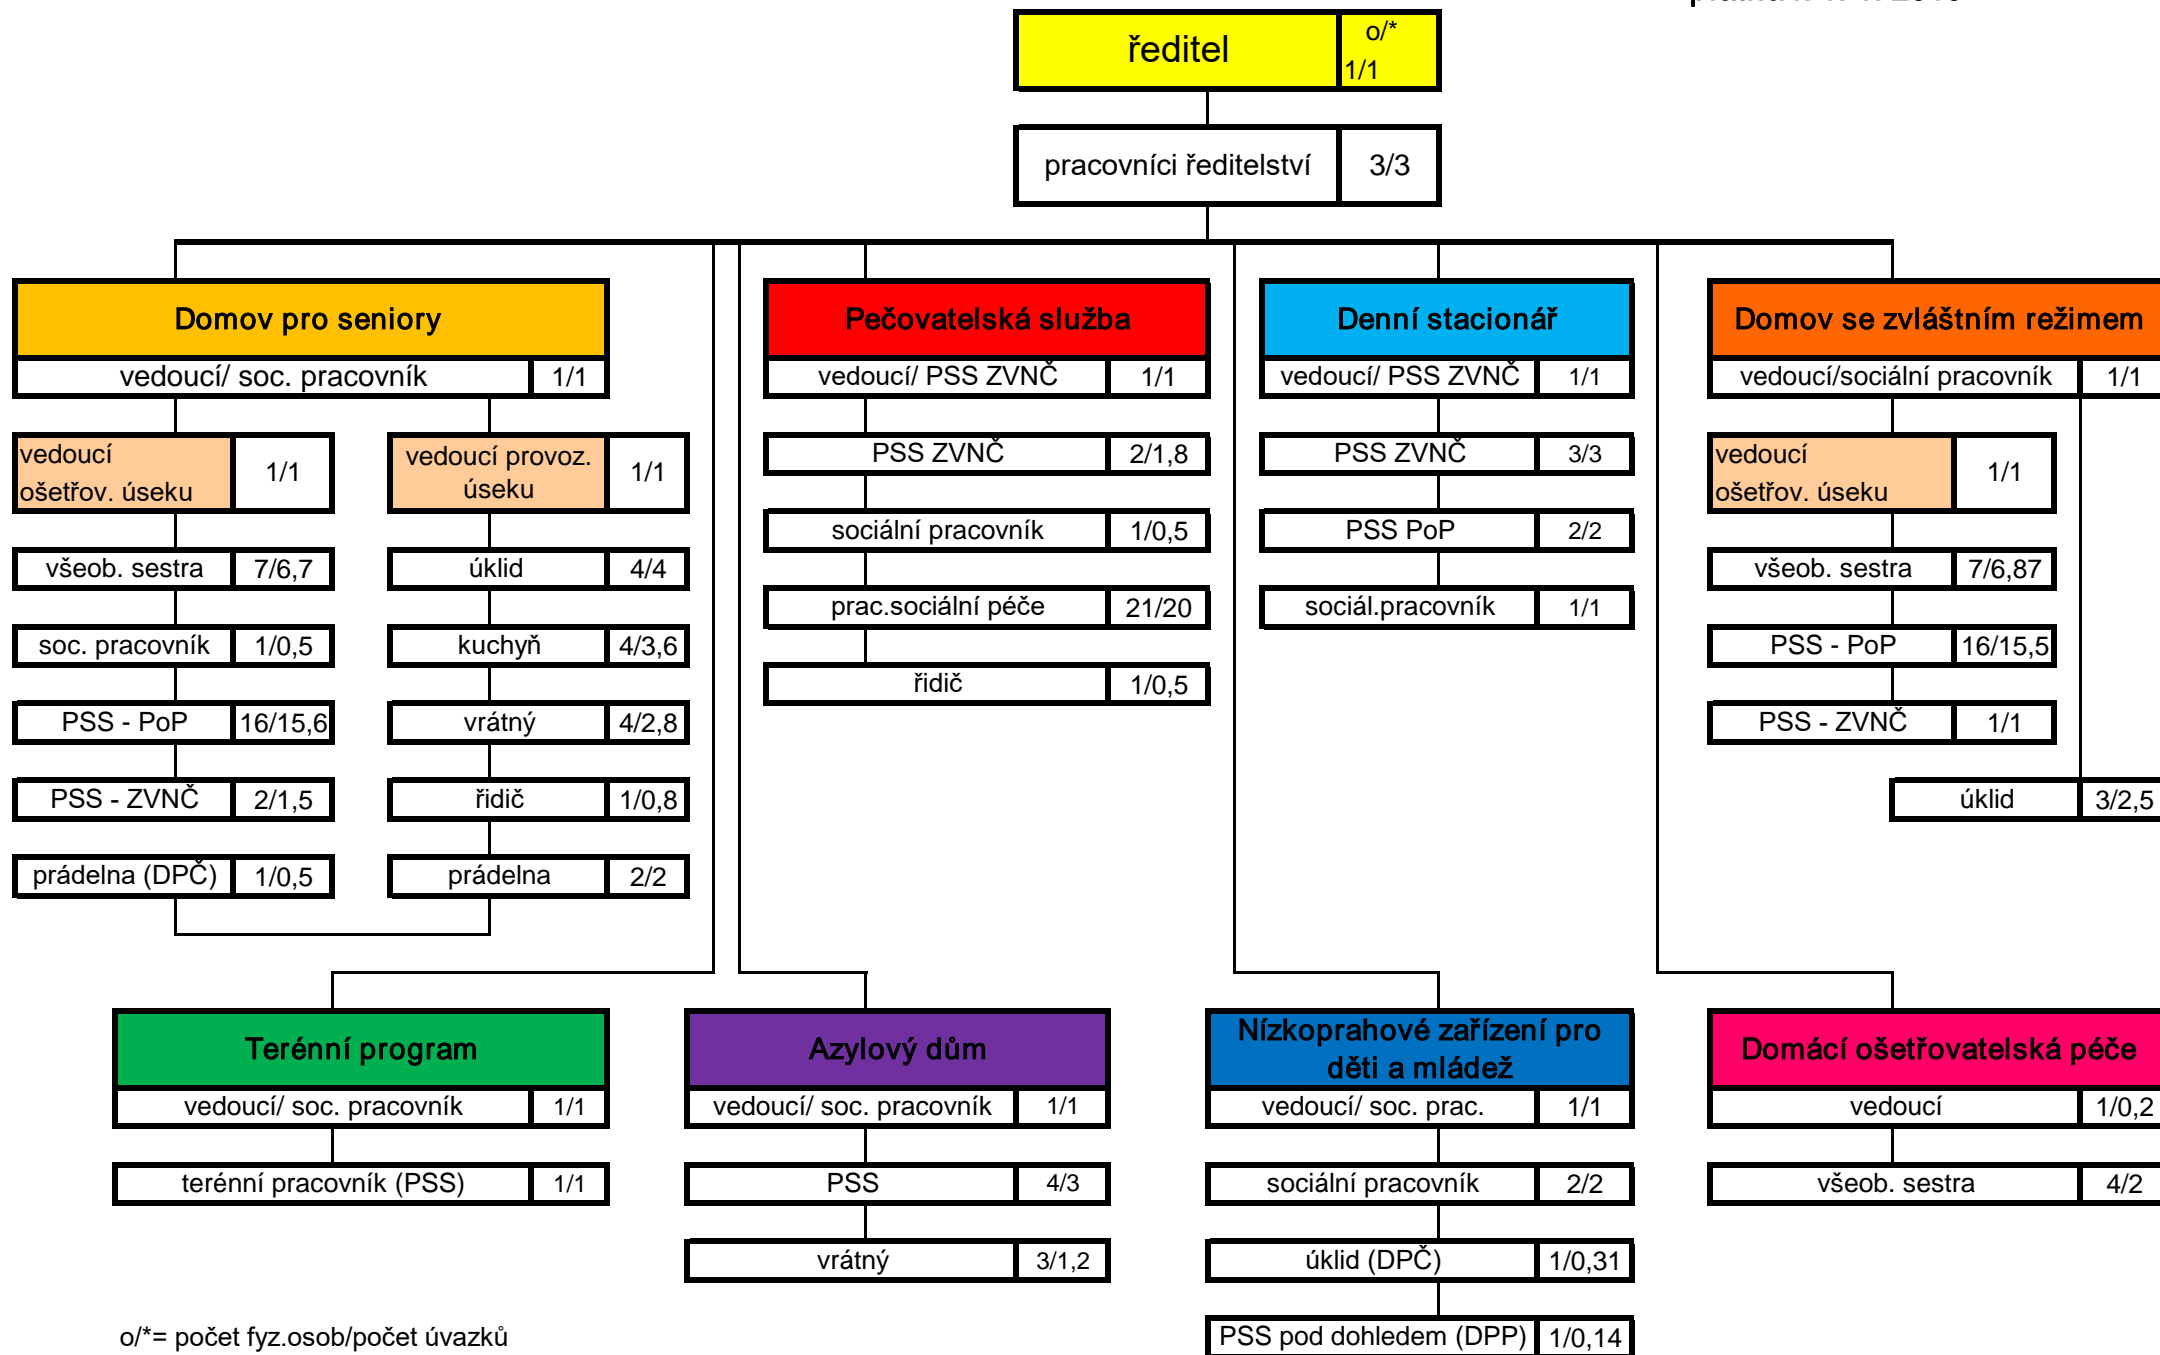 ředitel
o/*
1/1
pracovníci ředitelství 3/3
Domov pro seniory
vedoucí/ soc. pracovník 1/1
vedoucí
ošetřov. úseku
1/1
všeob. sestra 7/6,7
soc. pracovník 1/0,5
PSS - PoP 16/15,6
PSS - ZVNČ 2/1,5
prádelna (DPČ) 1/0,5
vedoucí provoz.
úseku
1/1
úklid 4/4
kuchyň 4/3,6
vrátný 4/2,8
řidič 1/0,8
prádelna 2/2
Pečovatelská služba
vedoucí/ PSS ZVNČ 1/1
PSS ZVNČ 2/1,8
sociální pracovník 1/0,5
prac.sociální péče 21/20
řidič 1/0,5
Denní stacionář
vedoucí/ PSS ZVNČ 1/1
PSS ZVNČ 3/3
PSS PoP 2/2
sociál.pracovník 1/1
Domov se zvláštním režimem
vedoucí/sociální pracovník 1/1
vedoucí
ošetřov. úseku
1/1
všeob. sestra 7/6,87
PSS - PoP 16/15,5
PSS - ZVNČ 1/1
úklid 3/2,5
Terénní program
vedoucí/ soc. pracovník 1/1
terénní pracovník (PSS) 1/1
Azylový dům
vedoucí/ soc. pracovník 1/1
PSS 4/3
vrátný 3/1,2
Nízkoprahové zařízení pro
děti a mládež
vedoucí/ soc. prac. 1/1
sociální pracovník 2/2
úklid (DPČ) 1/0,31
PSS pod dohledem (DPP) 1/0,14
Domácí ošetřovatelská péče
vedoucí 1/0,2
všeob. sestra 4/2
o/*= počet fyz.osob/počet úvazků